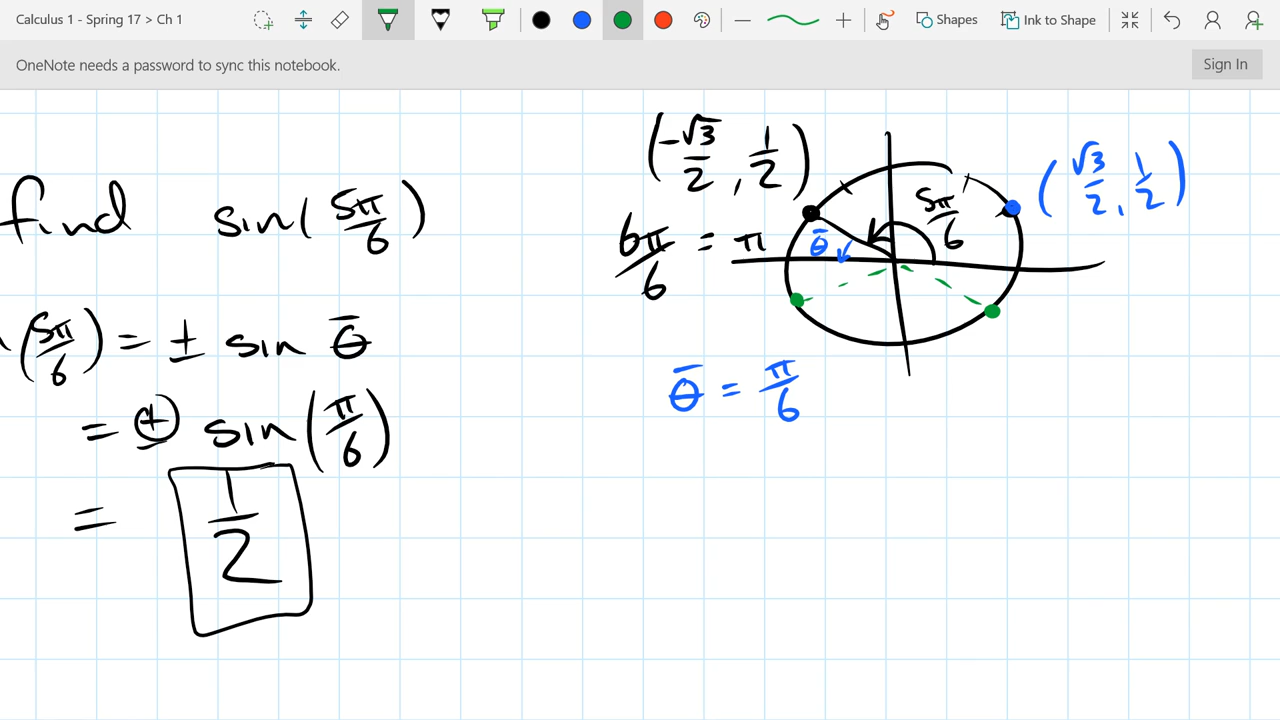 Calculus 1 - Spring 17 > Ch 1
Shapes
Ink to Shape
OneNote needs a password to sync this notebook.
Sign In
find sin(5π/6)
(5π/6) = ± sin θ̅
= + sin(π/6)
= 1/2
(-√3/2, 1/2)
6π/6 = π
θ̅
5π/6
(√3/2, 1/2)
θ̅ = π/6